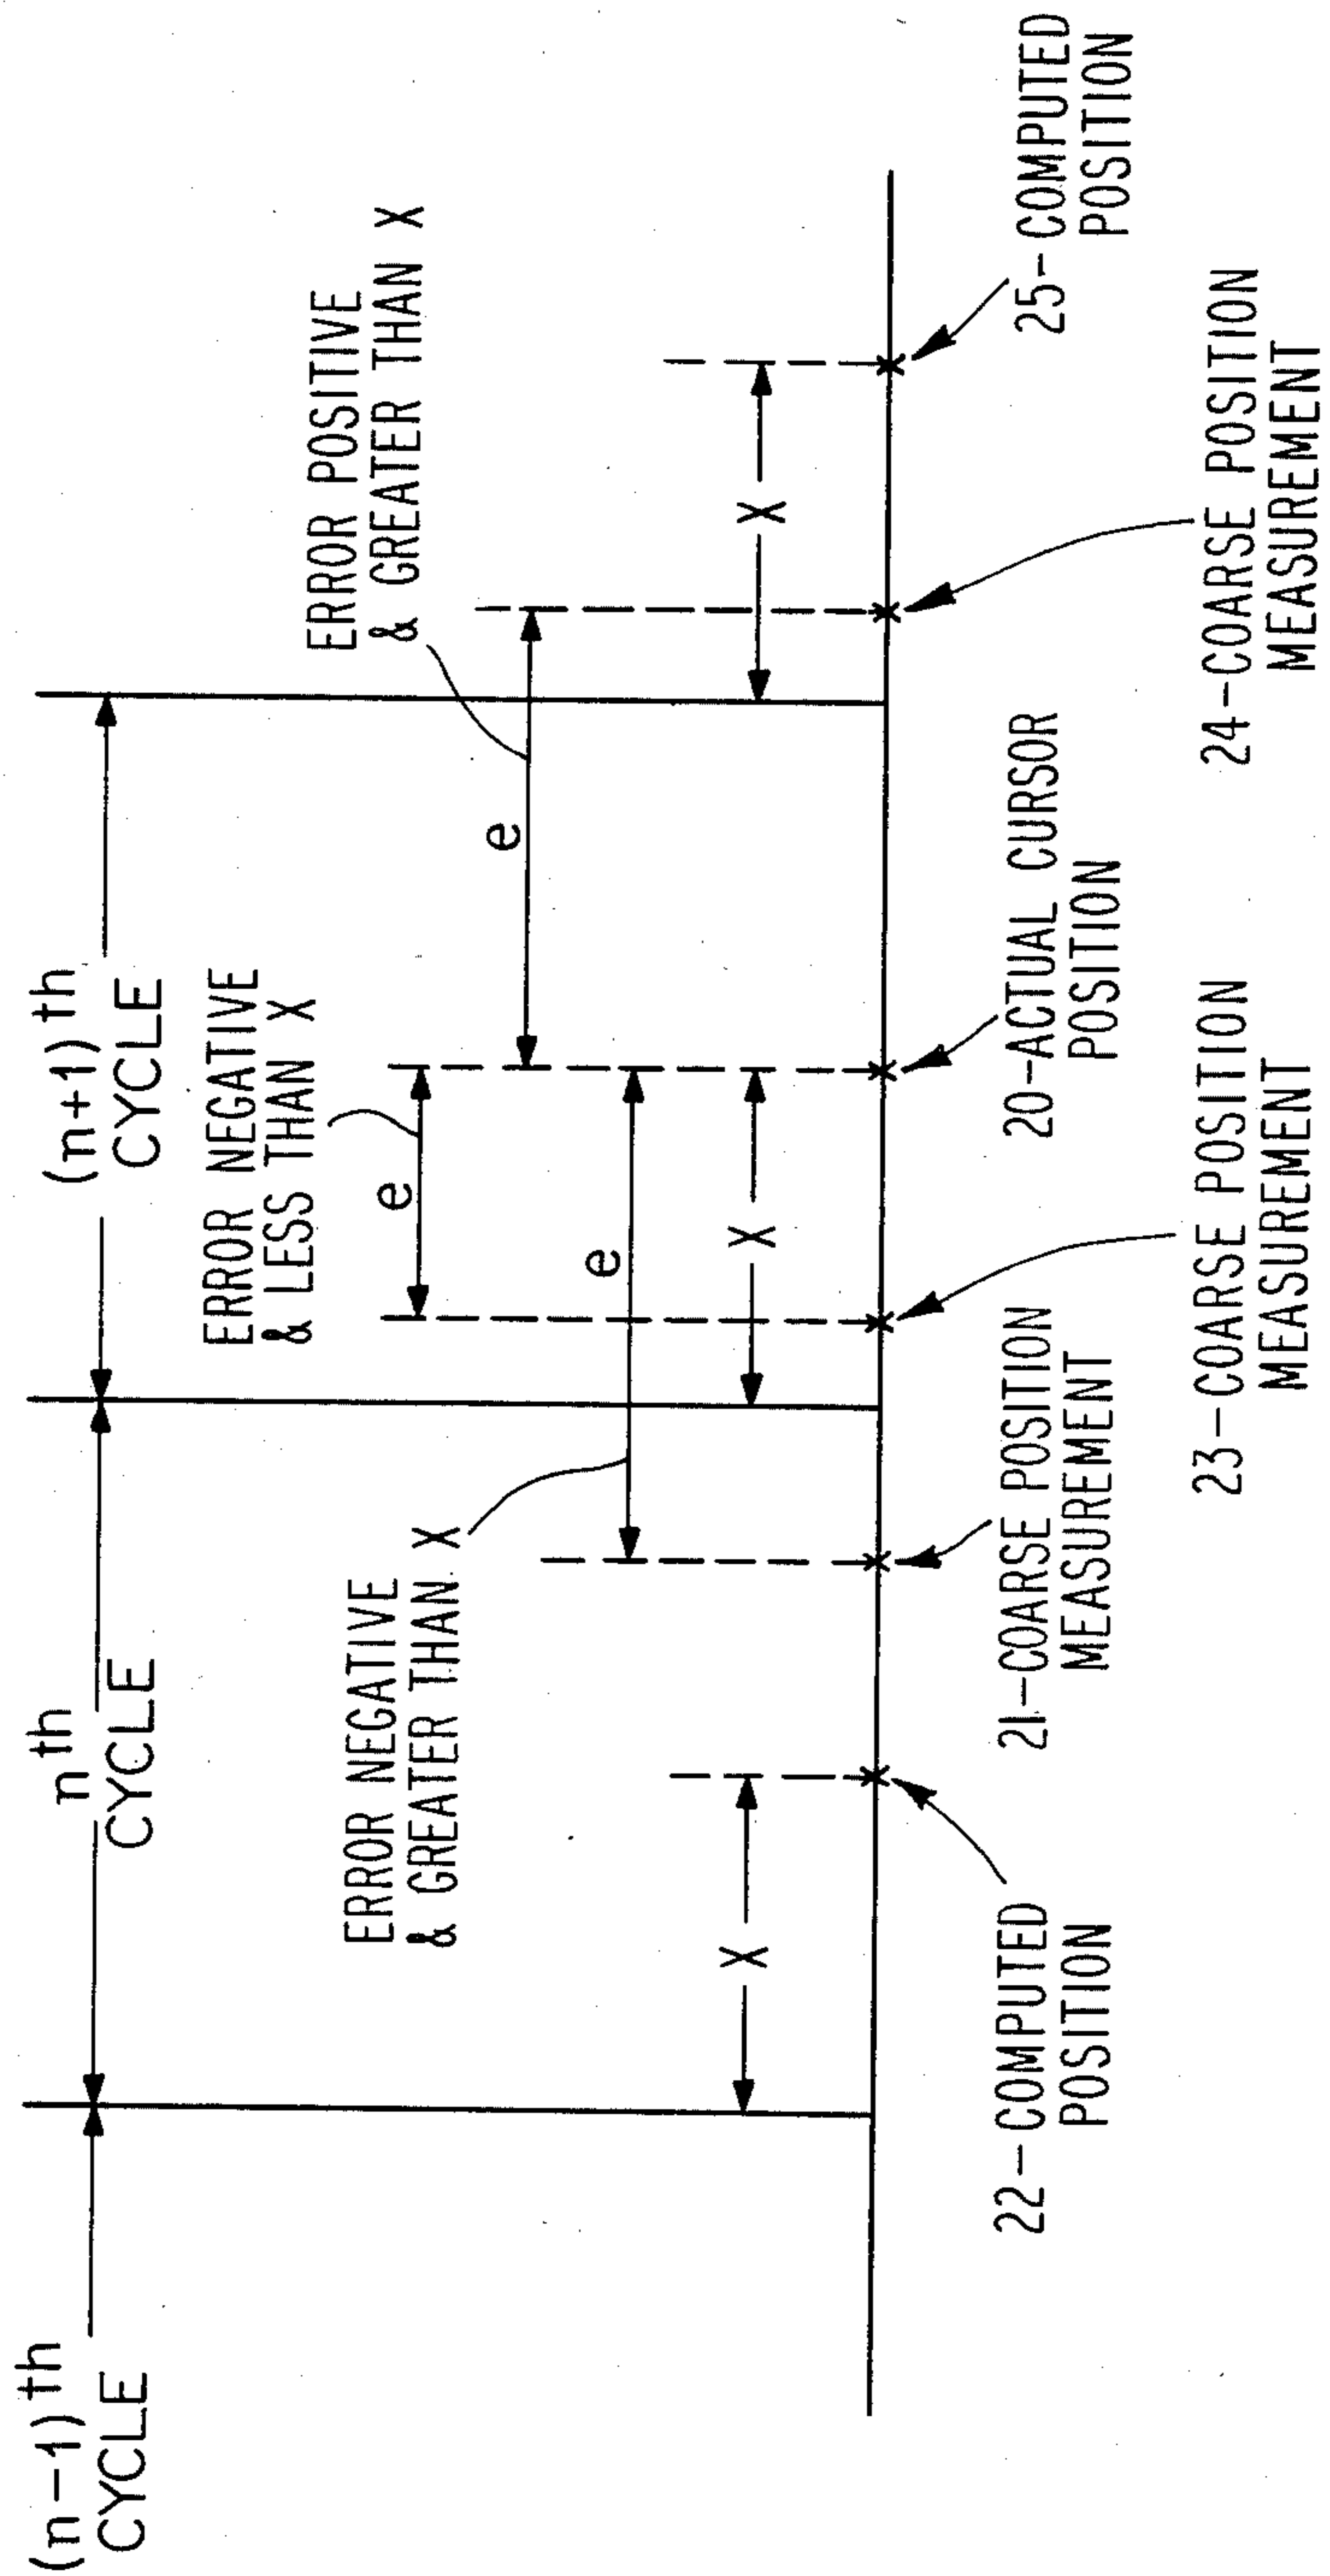 (n-1)th
CYCLE
nth
CYCLE
(n+1)th
CYCLE
ERROR NEGATIVE
& LESS THAN X
ERROR POSITIVE
& GREATER THAN X
ERROR NEGATIVE
& GREATER THAN X
e
e
e
X
X
X
22-COMPUTED
POSITION
21-COARSE POSITION
MEASUREMENT
20-ACTUAL CURSOR
POSITION
25-COMPUTED
POSITION
23-COARSE POSITION
MEASUREMENT
24-COARSE POSITION
MEASUREMENT